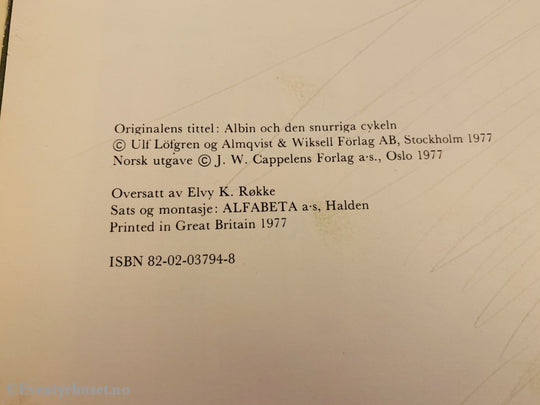 Originalens tittel: Albin och den snurriga cykeln
© Ulf Löfgren og Almqvist & Wiksell Förlag AB, Stockholm 1977
Norsk utgave © J. W. Cappelens Forlag a·s., Oslo 1977
Oversatt av Elvy K. Røkke
Sats og montasje: ALFABETA a·s, Halden
Printed in Great Britain 1977
ISBN 82-02-03794-8
© Eventyrhuset.no